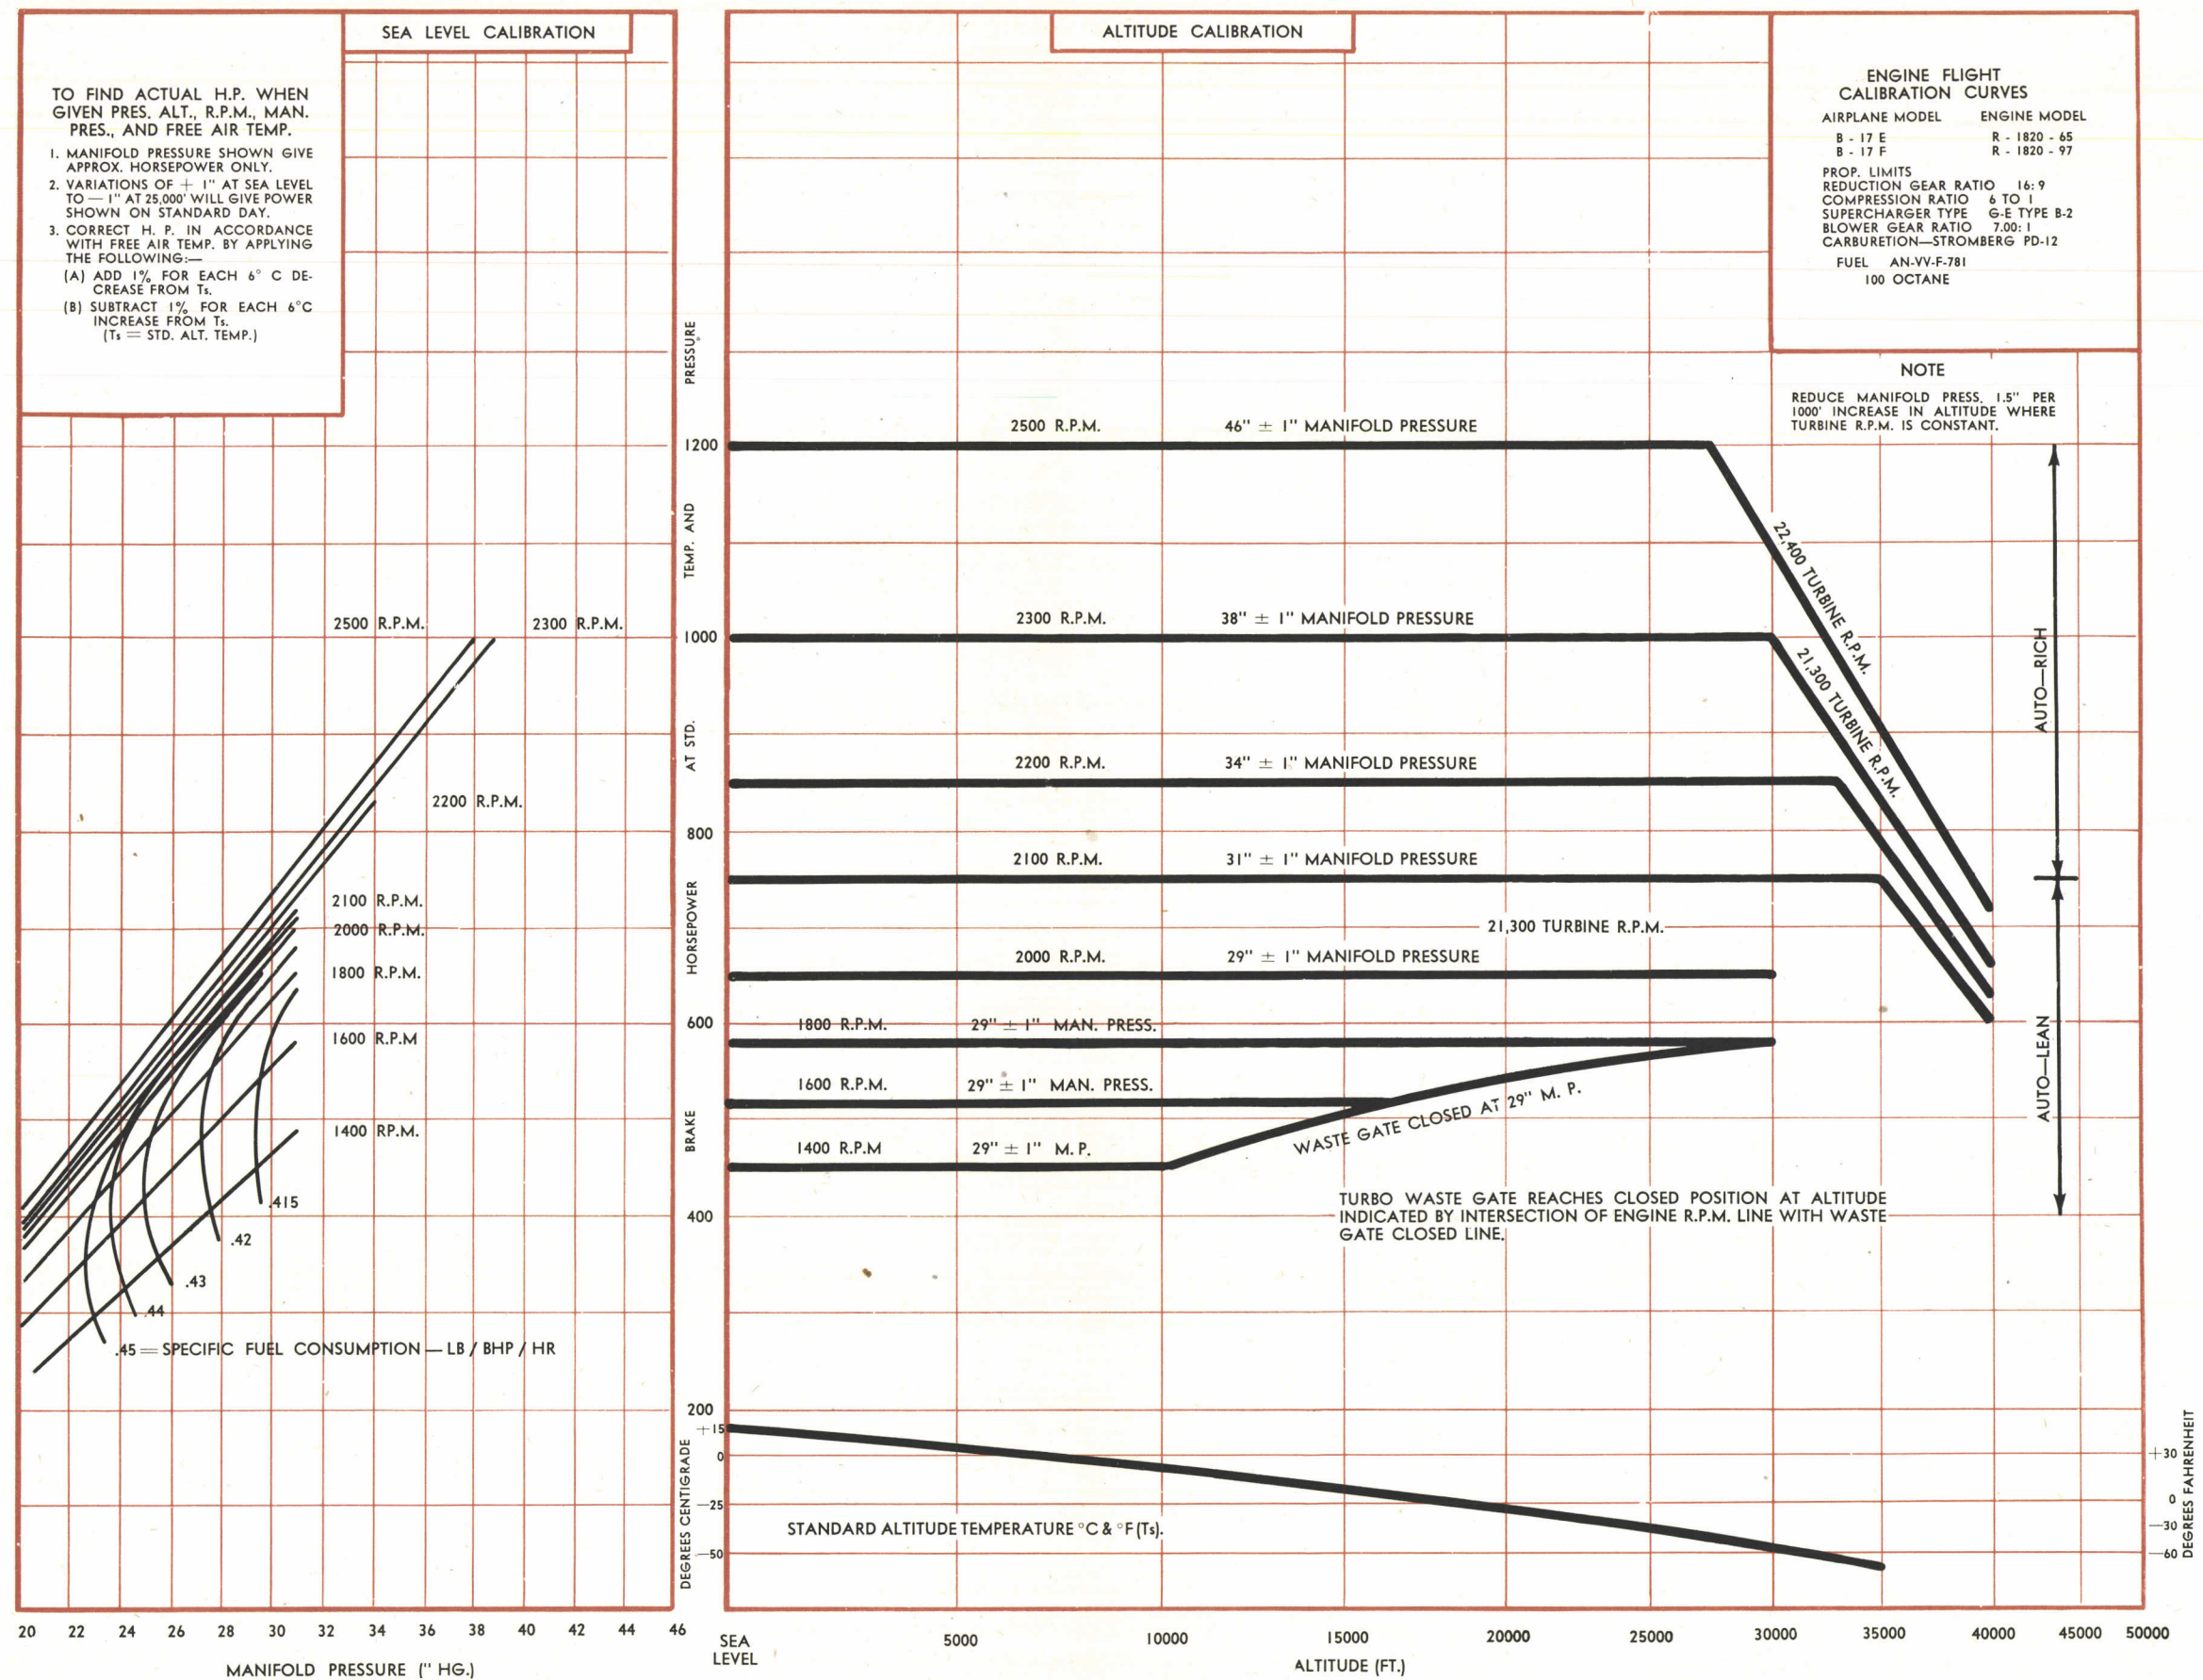 SEA LEVEL CALIBRATION
TO FIND ACTUAL H.P. WHEN
GIVEN PRES. ALT., R.P.M., MAN.
PRES., AND FREE AIR TEMP.
1. MANIFOLD PRESSURE SHOWN GIVE
APPROX. HORSEPOWER ONLY.
2. VARIATIONS OF + 1" AT SEA LEVEL
TO — 1" AT 25,000' WILL GIVE POWER
SHOWN ON STANDARD DAY.
3. CORRECT H. P. IN ACCORDANCE
WITH FREE AIR TEMP. BY APPLYING
THE FOLLOWING:—
(A) ADD 1% FOR EACH 6° C DE-
CREASE FROM Ts.
(B) SUBTRACT 1% FOR EACH 6°C
INCREASE FROM Ts.
(Ts = STD. ALT. TEMP.)
2500 R.P.M.
2300 R.P.M.
2200 R.P.M.
2100 R.P.M.
2000 R.P.M.
1800 R.P.M.
1600 R.P.M
1400 RP.M.
.415
.42
.43
.44
.45 = SPECIFIC FUEL CONSUMPTION — LB / BHP / HR
20 22 24 26 28 30 32 34 36 38 40 42 44 46
MANIFOLD PRESSURE (" HG.)
BRAKE HORSEPOWER AT STD. TEMP. AND PRESSURE
1200
1000
800
600
400
200
DEGREES CENTIGRADE
+15
0
—25
—50
ALTITUDE CALIBRATION
2500 R.P.M. 46" ± 1" MANIFOLD PRESSURE
2300 R.P.M. 38" ± 1" MANIFOLD PRESSURE
2200 R.P.M. 34" ± 1" MANIFOLD PRESSURE
2100 R.P.M. 31" ± 1" MANIFOLD PRESSURE
21,300 TURBINE R.P.M.
2000 R.P.M. 29" ± 1" MANIFOLD PRESSURE
1800 R.P.M. 29" ± 1" MAN. PRESS.
1600 R.P.M. 29" ± 1" MAN. PRESS.
1400 R.P.M 29" ± 1" M. P.
WASTE GATE CLOSED AT 29" M. P.
22,400 TURBINE R.P.M.
21,300 TURBINE R.P.M.
TURBO WASTE GATE REACHES CLOSED POSITION AT ALTITUDE
INDICATED BY INTERSECTION OF ENGINE R.P.M. LINE WITH WASTE
GATE CLOSED LINE.
STANDARD ALTITUDE TEMPERATURE °C & °F (Ts).
SEA
LEVEL
5000 10000 15000 20000 25000 30000 35000 40000 45000 50000
ALTITUDE (FT.)
ENGINE FLIGHT
CALIBRATION CURVES
AIRPLANE MODEL ENGINE MODEL
B - 17 E R - 1820 - 65
B - 17 F R - 1820 - 97
PROP. LIMITS
REDUCTION GEAR RATIO 16:9
COMPRESSION RATIO 6 TO 1
SUPERCHARGER TYPE G-E TYPE B-2
BLOWER GEAR RATIO 7.00:1
CARBURETION—STROMBERG PD-12
FUEL AN-VV-F-781
100 OCTANE
NOTE
REDUCE MANIFOLD PRESS. 1.5" PER
1000' INCREASE IN ALTITUDE WHERE
TURBINE R.P.M. IS CONSTANT.
AUTO—RICH
AUTO—LEAN
+30
0
—30
—60
DEGREES FAHRENHEIT